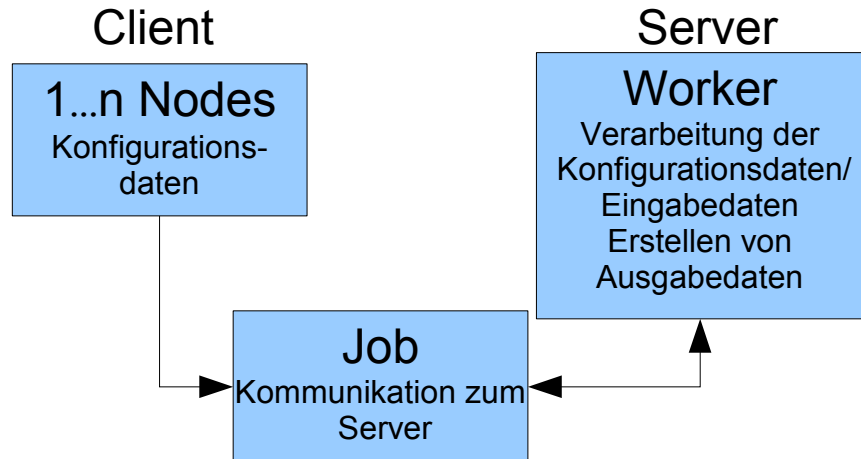 Client
1...n Nodes
Konfigurations-
daten
Server
Worker
Verarbeitung der
Konfigurationsdaten/
Eingabedaten
Erstellen von
Ausgabedaten
Job
Kommunikation zum
Server